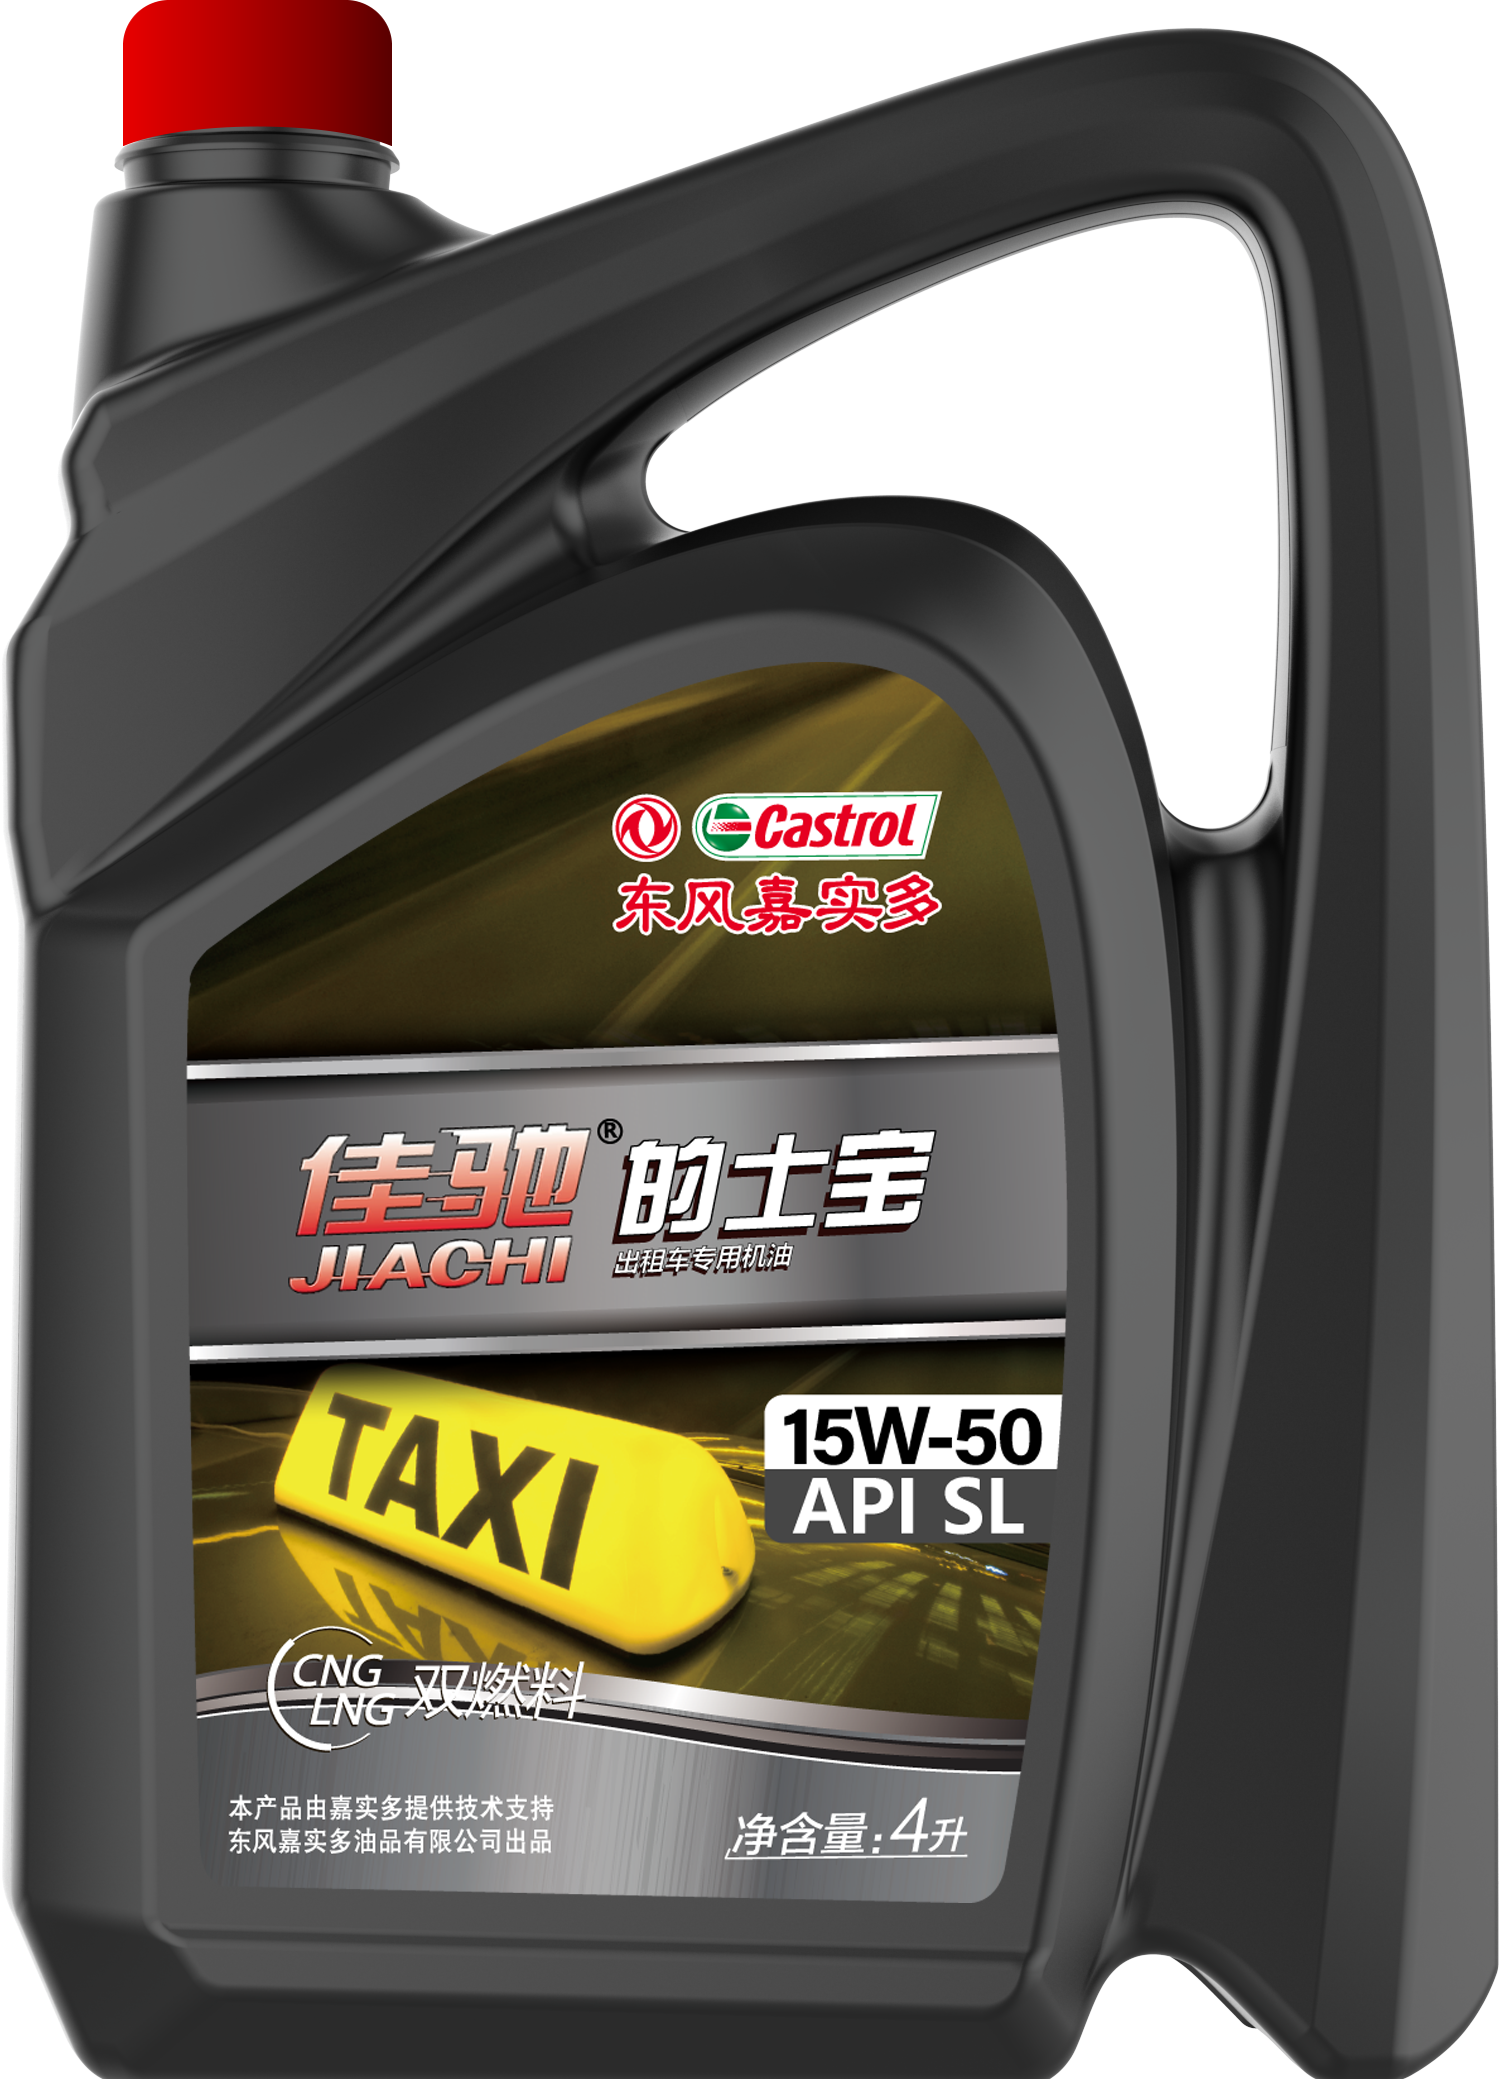 Castrol
东风嘉实多
佳驰® 的士宝
JIACHI 出租车专用机油
TAXI
15W-50
API SL
CNG
LNG 双燃料
本产品由嘉实多提供技术支持
东风嘉实多油品有限公司出品
净含量:4升